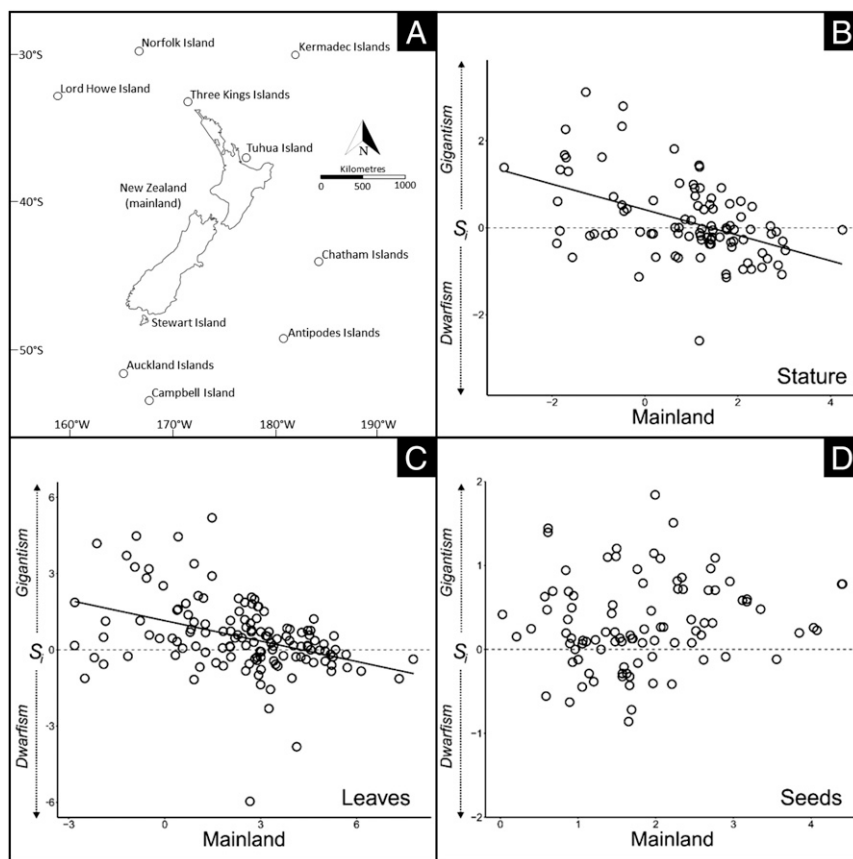 A
Norfolk Island
30°S
Kermadec Islands
Lord Howe Island
Three Kings Islands
Tuhua Island
N
Kilometres
0 500 1000
New Zealand
(mainland)
40°S
Chatham Islands
Stewart Island
Antipodes Islands
50°S
Auckland Islands
Campbell Island
160°W 170°W 180°W 190°W
B
Gigantism
Si
Dwarfism
2
0
-2
Stature
-2 0 2 4
Mainland
C
Gigantism
Si
Dwarfism
6
3
0
-3
-6
Leaves
-3 0 3 6
Mainland
D
Gigantism
Si
Dwarfism
2
1
0
-1
-2
Seeds
0 1 2 3 4
Mainland